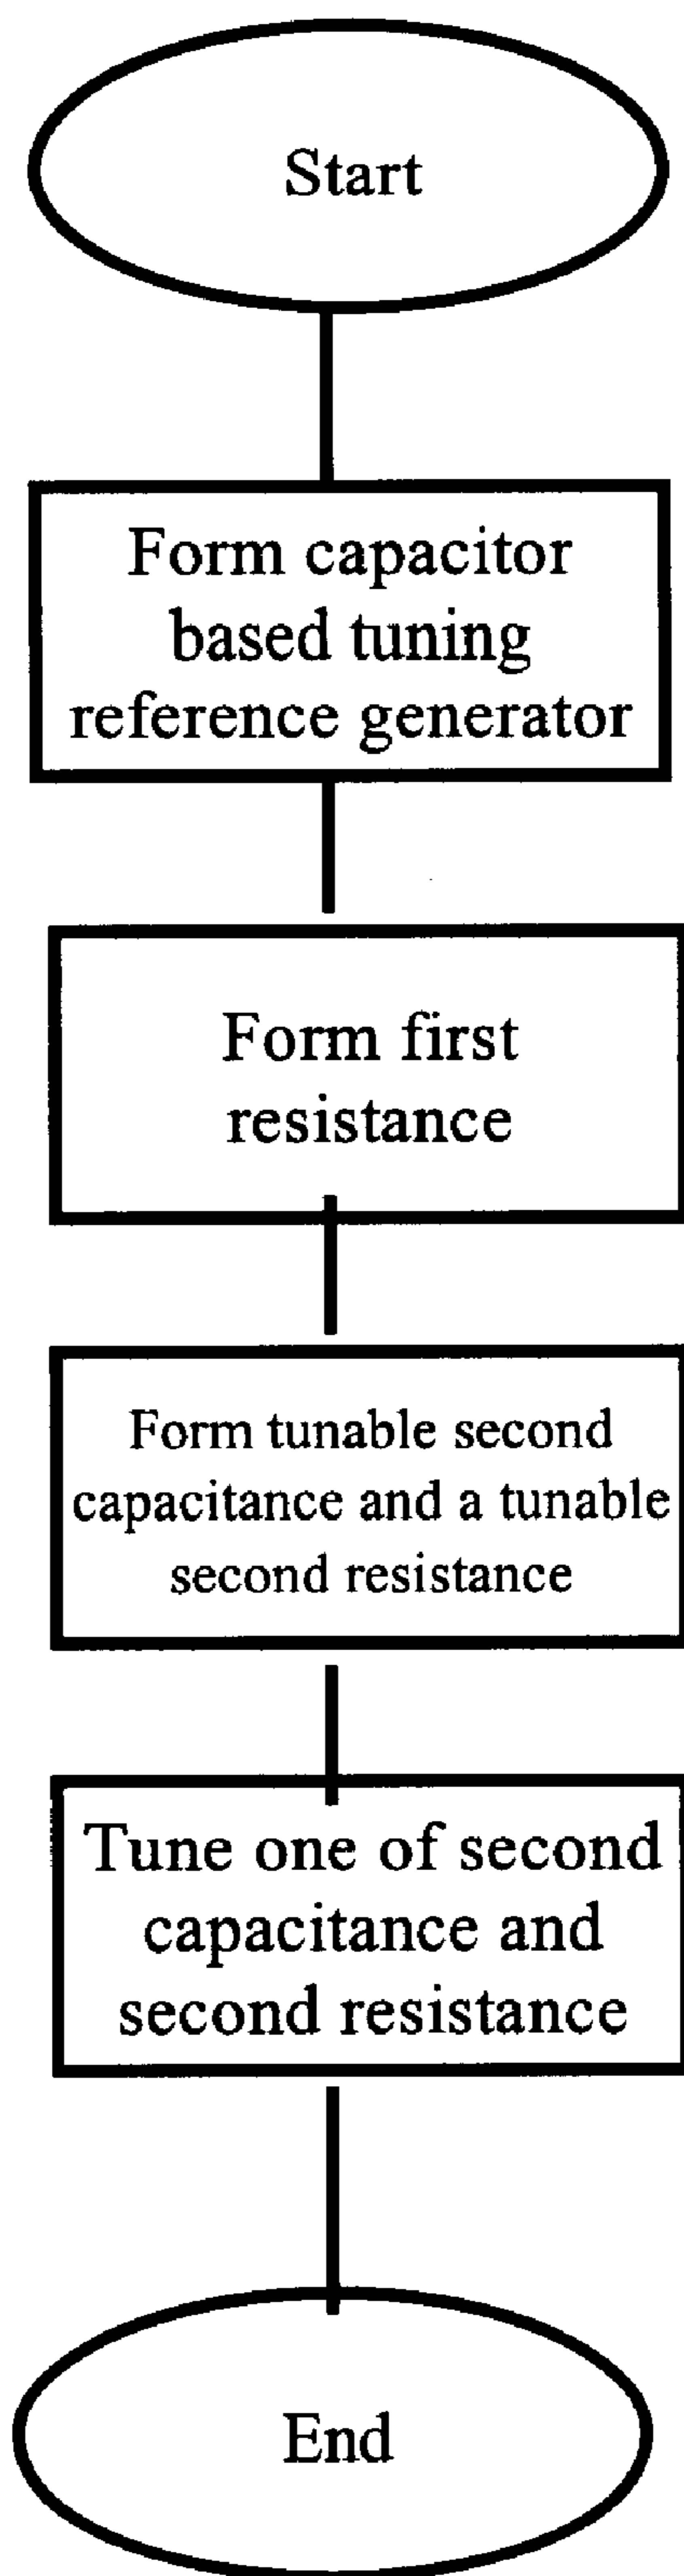 Start
Form capacitor
based tuning
reference generator
Form first
resistance
Form tunable second
capacitance and a tunable
second resistance
Tune one of second
capacitance and
second resistance
End